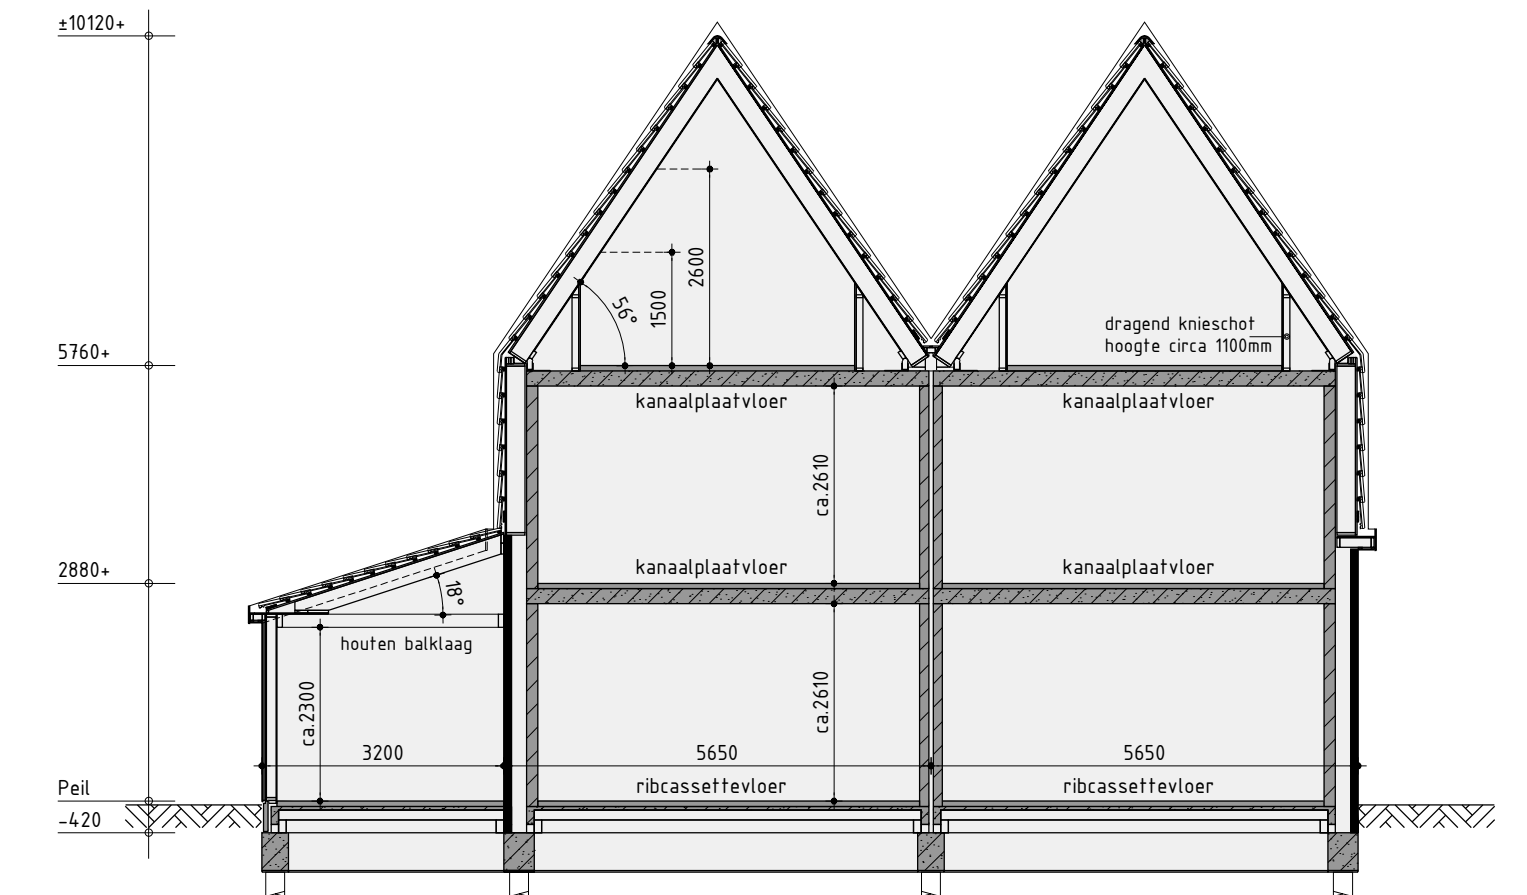 ±10120+
2600
1500
56°
dragend knieschot
hoogte circa 1100mm
5760+
kanaalplaatvloer
kanaalplaatvloer
ca.2610
kanaalplaatvloer
kanaalplaatvloer
2880+
18°
houten balklaag
ca.2300
ca.2610
3200
5650
5650
Peil
ribcassettevloer
ribcassettevloer
-420